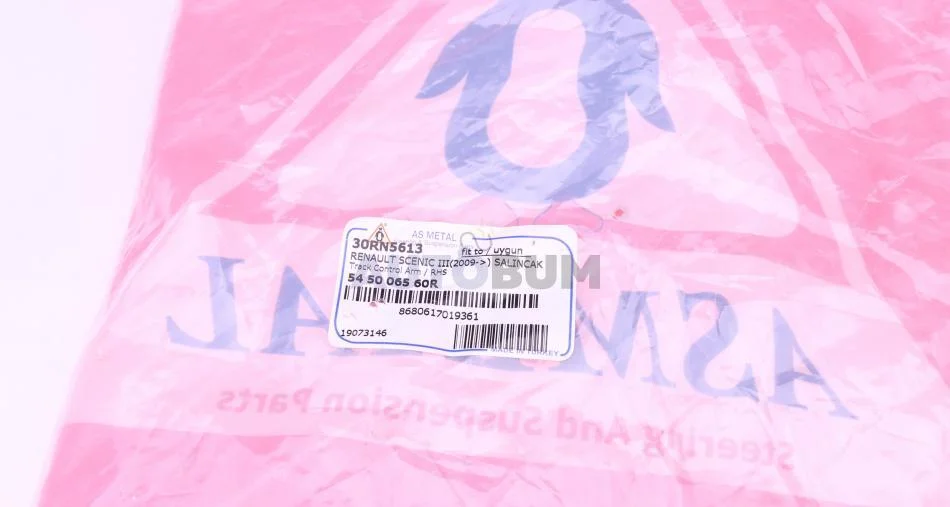 AS METAL
30RN5613 fit to / uygun
RENAULT SCENIC III(2009->) SALINCAK
Track Control Arm / RHS
54 50 065 60R
8680617019361
19073146
MADE IN TURKEY
BUM
ASMETAL
Steering And Suspension Parts